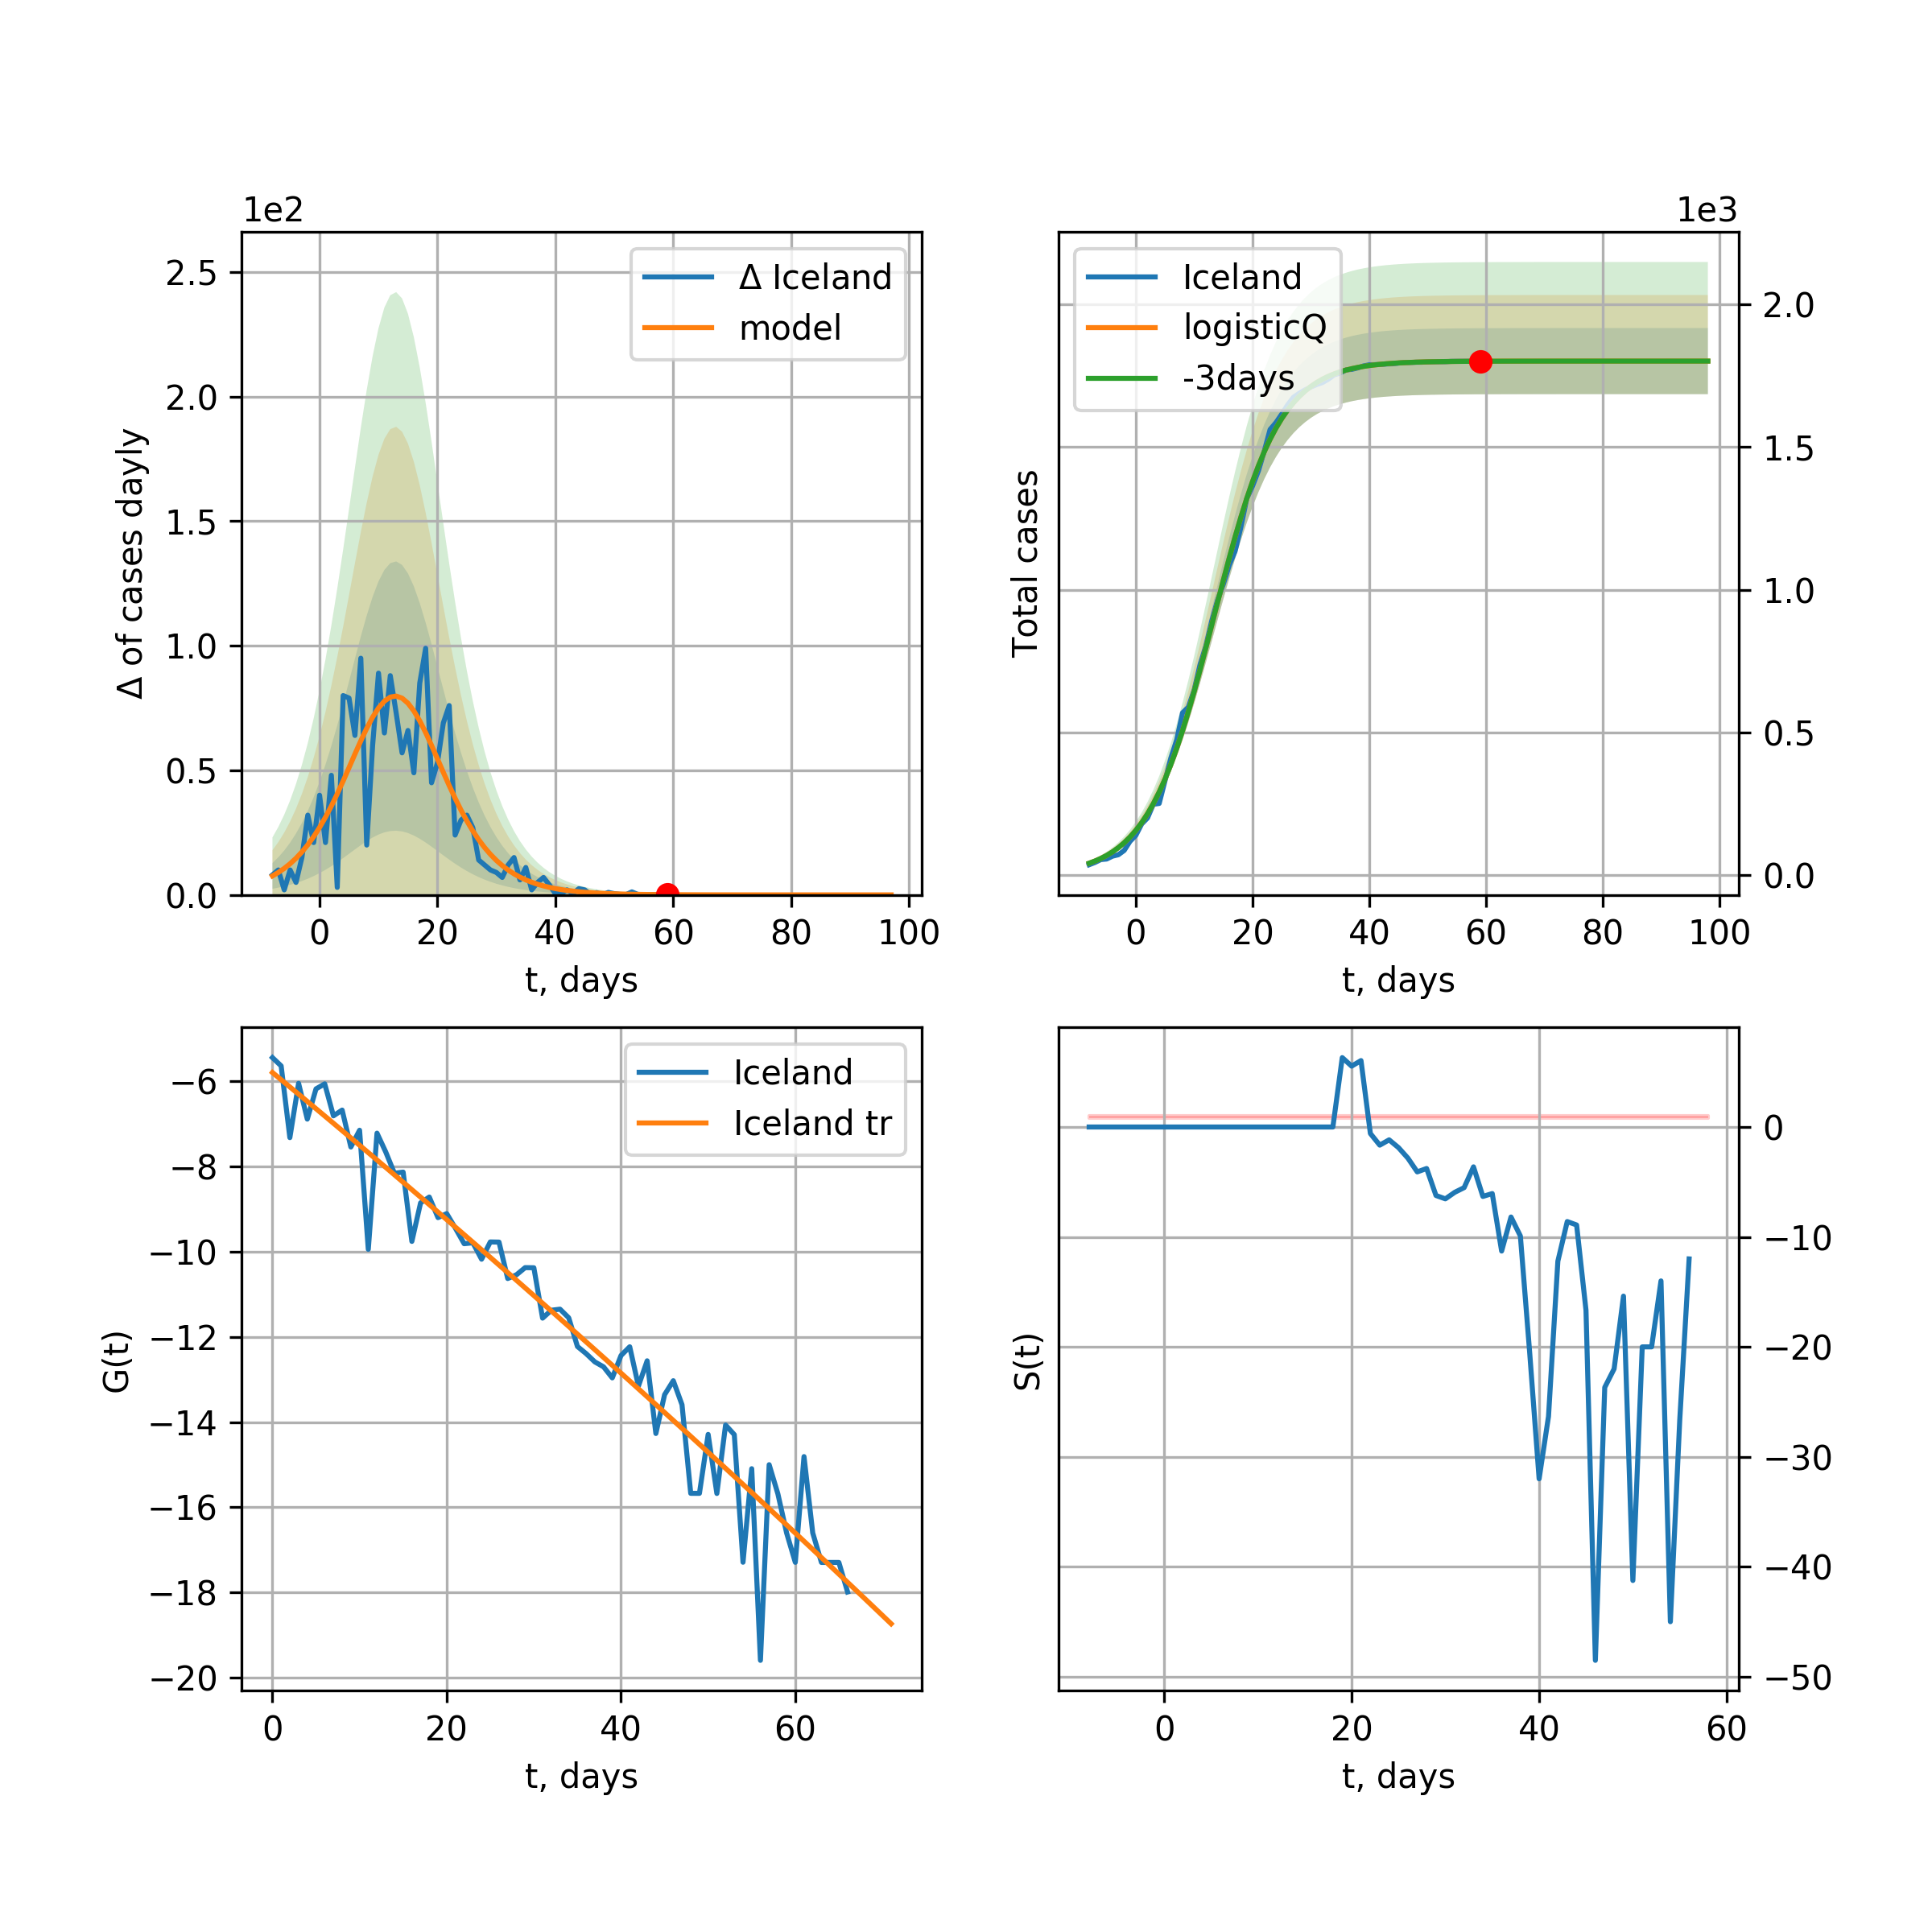 1e2
Δ of cases dayly
2.5
2.0
1.5
1.0
0.5
0.0
Δ Iceland
model
0 20 40 60 80 100
t, days
1e3
Total cases
Iceland
logisticQ
-3days
2.0
1.5
1.0
0.5
0.0
0 20 40 60 80 100
t, days
G(t)
−6
−8
−10
−12
−14
−16
−18
−20
Iceland
Iceland tr
0 20 40 60
t, days
S(t)
0
−10
−20
−30
−40
−50
0 20 40 60
t, days